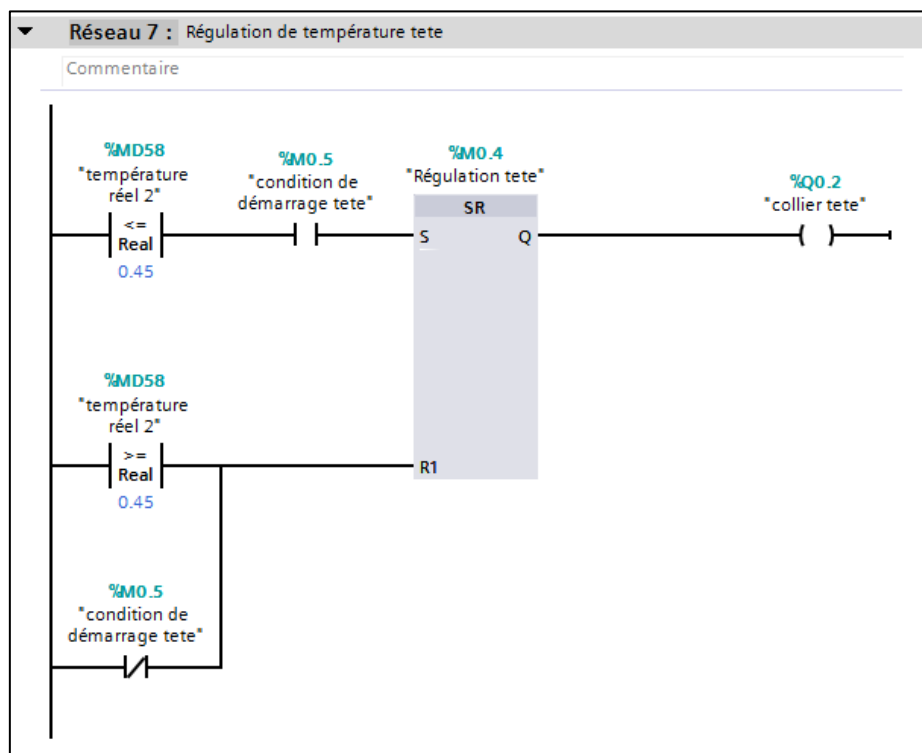 Réseau 7 : Régulation de température tete
Commentaire
%MD58
"température
réel 2"
<=
Real
0.45
%M0.5
"condition de
démarrage tete"
%M0.4
"Régulation tete"
SR
S
Q
%Q0.2
"collier tete"
%MD58
"température
réel 2"
>=
Real
0.45
R1
%M0.5
"condition de
démarrage tete"